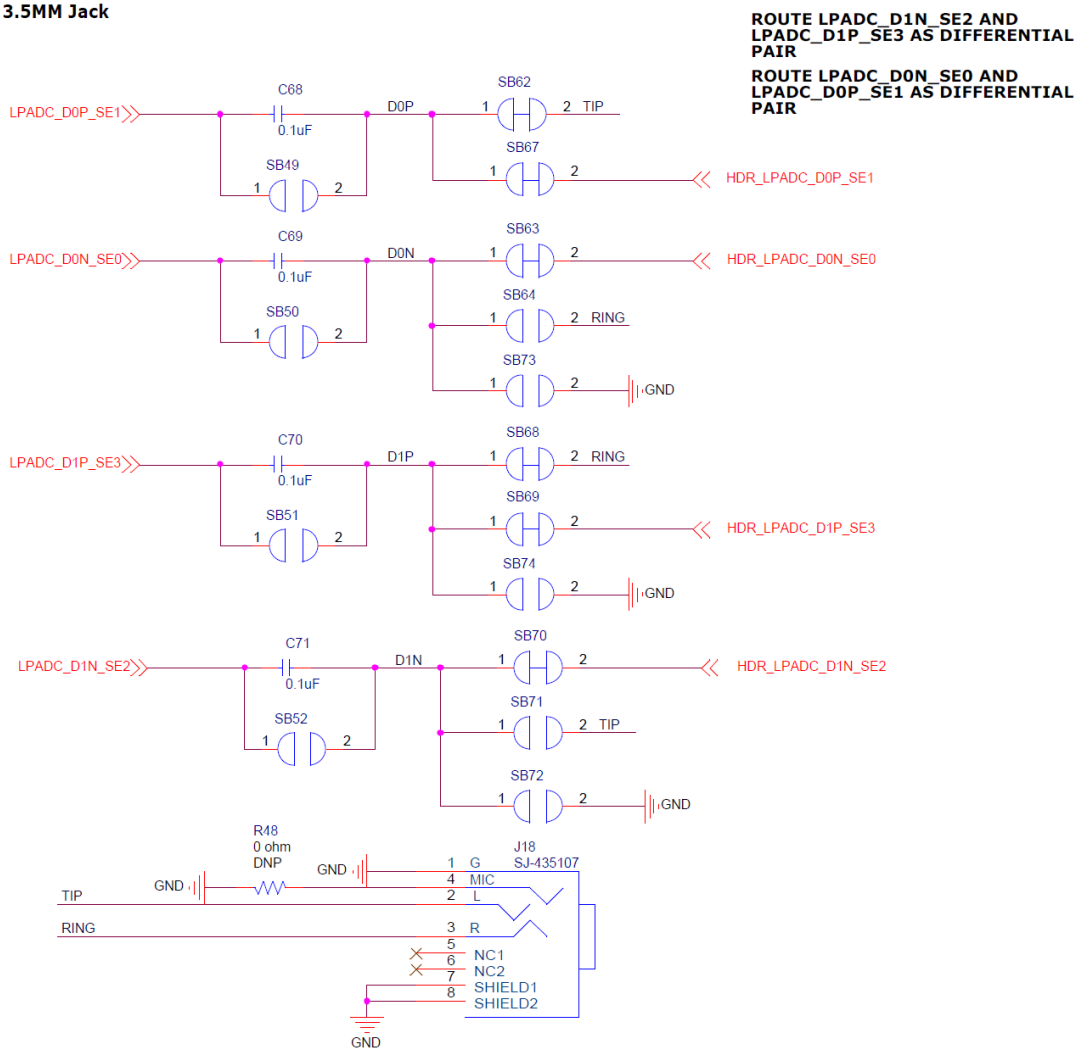 3.5MM Jack
ROUTE LPADC_D1N_SE2 AND
LPADC_D1P_SE3 AS DIFFERENTIAL
PAIR
ROUTE LPADC_D0N_SE0 AND
LPADC_D0P_SE1 AS DIFFERENTIAL
PAIR
C68
SB62
LPADC_D0P_SE1
D0P
1
2 TIP
0.1uF
SB49
SB67
1
2
1
2
HDR_LPADC_D0P_SE1
C69
SB63
LPADC_D0N_SE0
D0N
1
2
HDR_LPADC_D0N_SE0
0.1uF
SB50
SB64
1
2
1
2 RING
SB73
1
2
GND
C70
SB68
LPADC_D1P_SE3
D1P
1
2 RING
0.1uF
SB51
SB69
1
2
1
2
HDR_LPADC_D1P_SE3
SB74
1
2
GND
C71
SB70
LPADC_D1N_SE2
D1N
1
2
HDR_LPADC_D1N_SE2
0.1uF
SB52
SB71
1
2
1
2 TIP
SB72
1
2
GND
R48
0 ohm
DNP
J18
SJ-435107
GND
GND
1 G
4 MIC
TIP
2 L
RING
3 R
5 NC1
6 NC2
7 SHIELD1
8 SHIELD2
GND